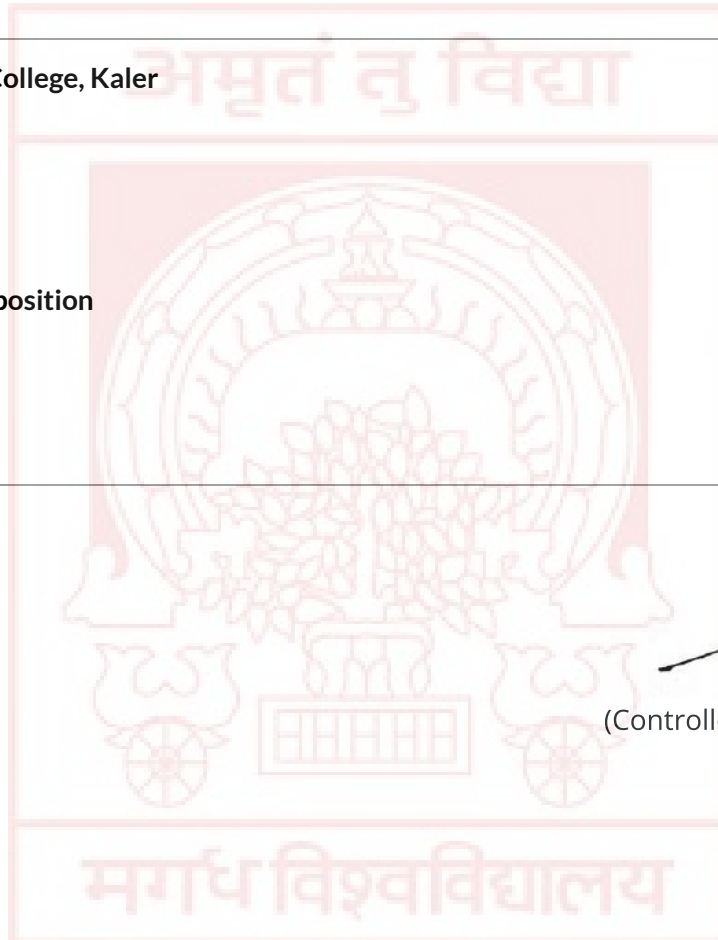 अमृतं तु विद्या
College, Kaler
position
(Controll
मगध विश्वविद्यालय